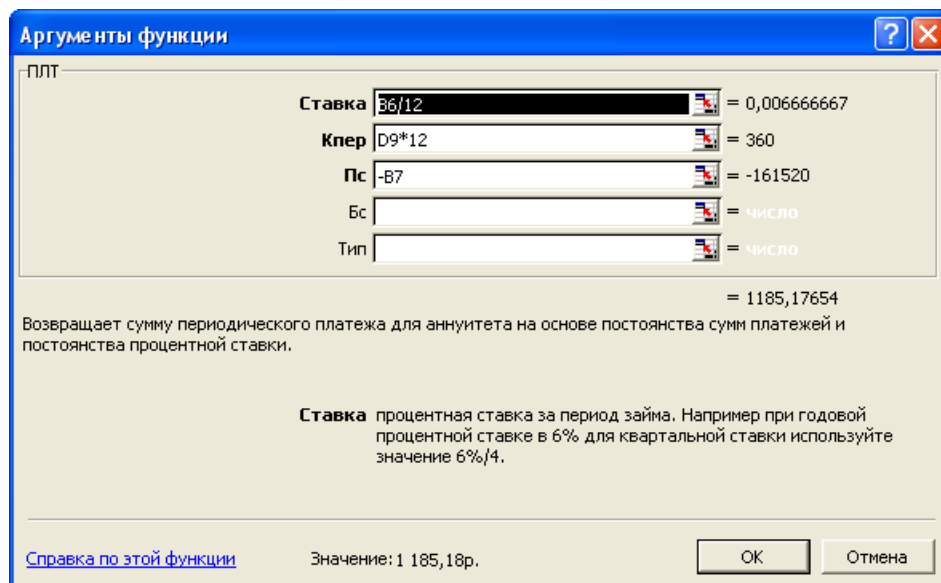 Аргументы функции
ПЛТ
Ставка B6/12 = 0,006666667
Кпер D9*12 = 360
Пс -B7 = -161520
Бс = число
Тип = число
= 1185,17654
Возвращает сумму периодического платежа для аннуитета на основе постоянства сумм платежей и
постоянства процентной ставки.
Ставка процентная ставка за период займа. Например при годовой
процентной ставке в 6% для квартальной ставки используйте
значение 6%/4.
Справка по этой функции Значение: 1 185,18р. ОК Отмена